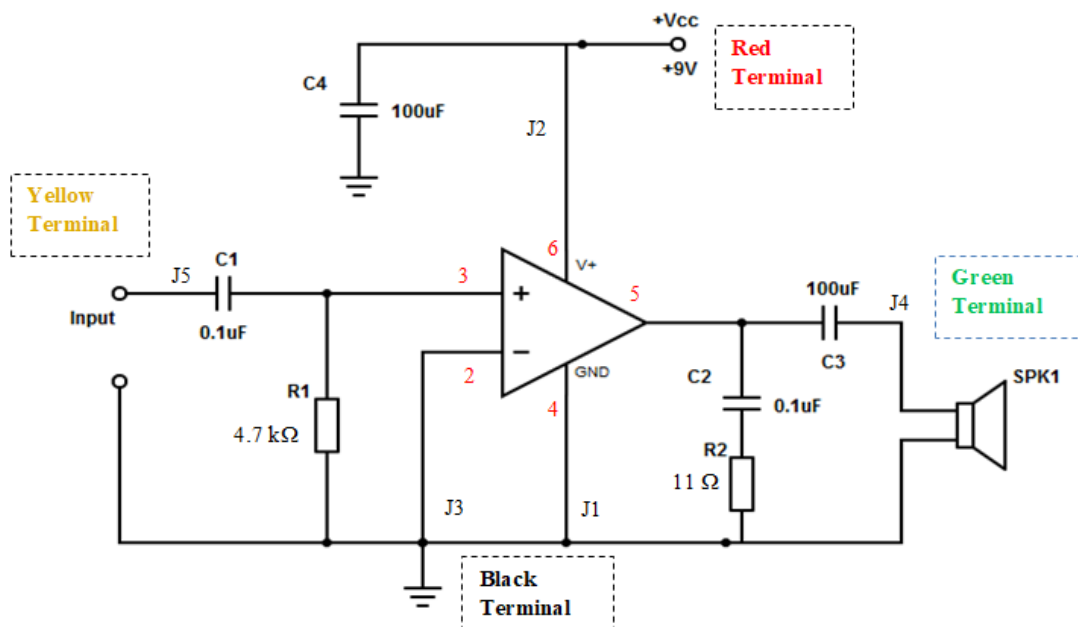 +Vcc
+9V
Red
Terminal
C4
100uF
J2
Yellow
Terminal
J5
C1
0.1uF
Input
3
6
V+
5
2
4
GND
100uF
C3
J4
Green
Terminal
SPK1
R1
4.7 kΩ
C2
0.1uF
R2
11 Ω
J3
J1
Black
Terminal